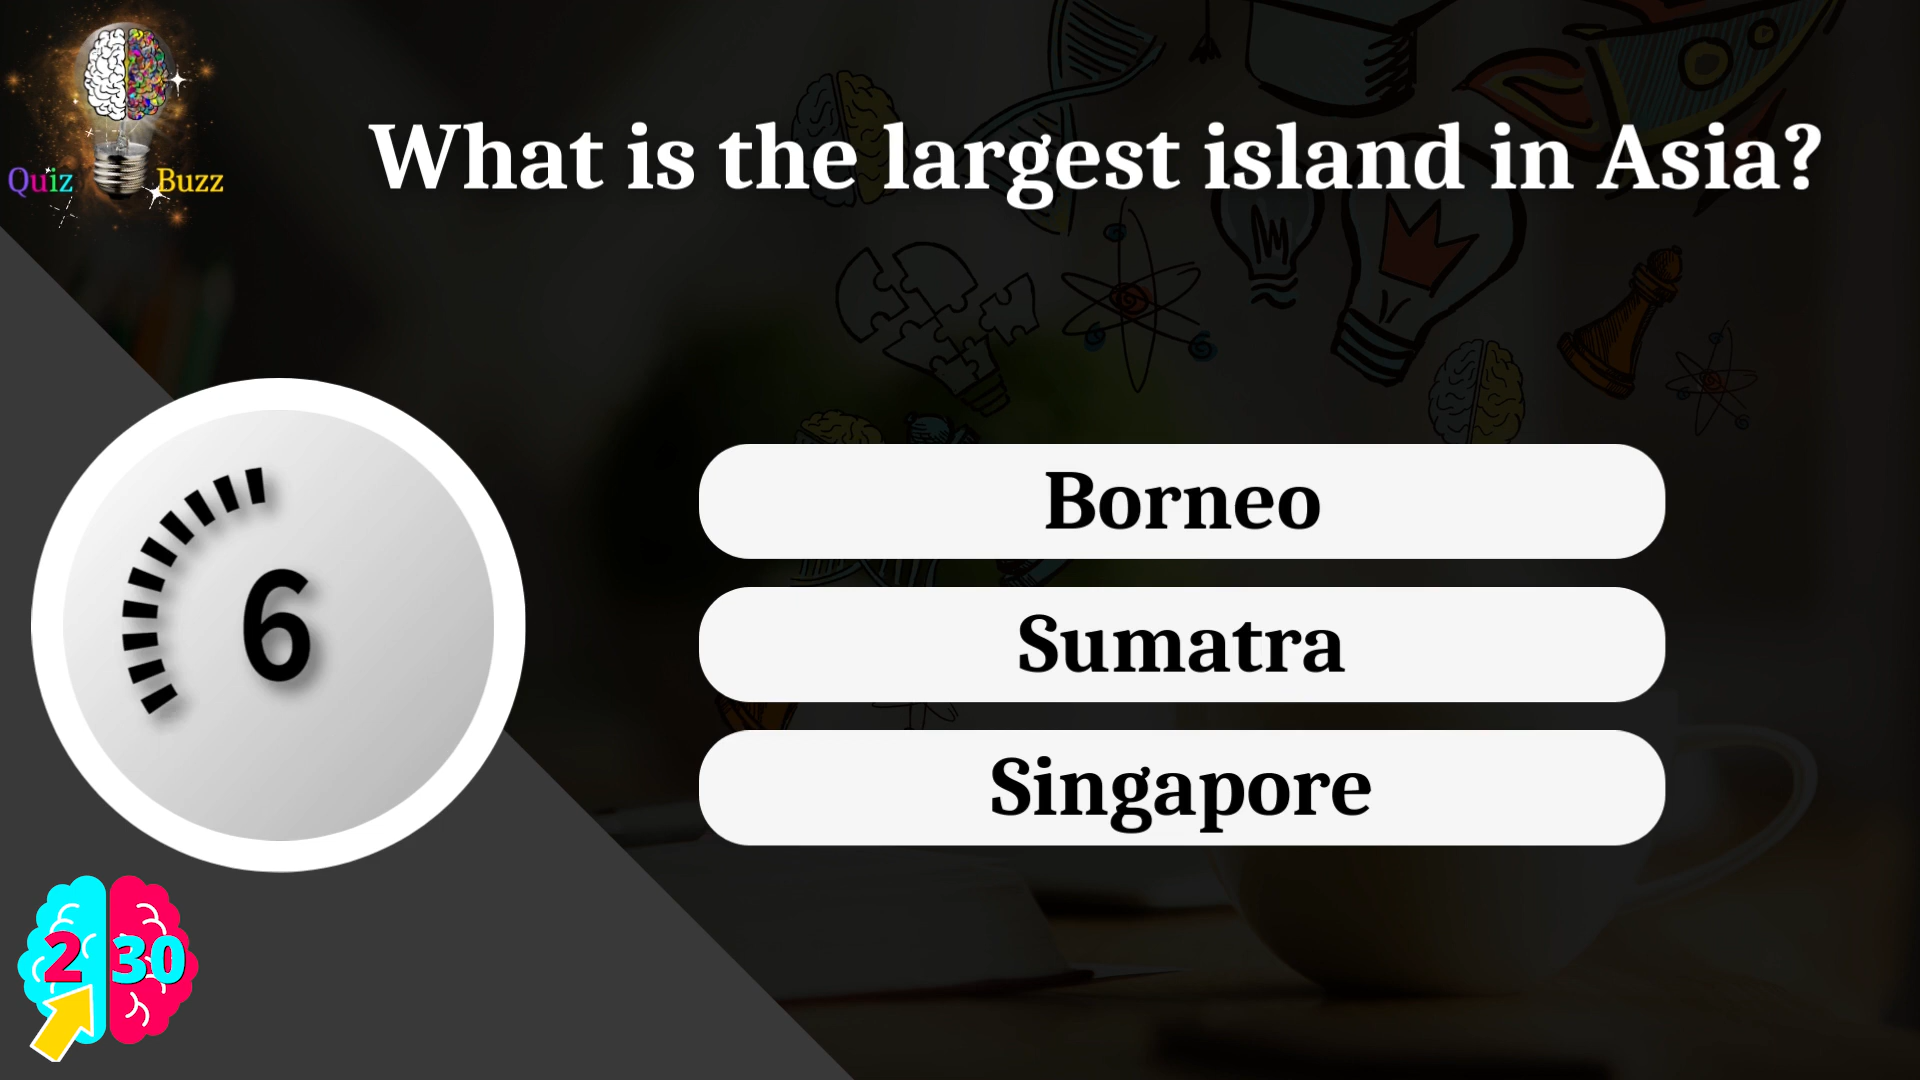 Quiz Buzz
What is the largest island in Asia?
6
Borneo
Sumatra
Singapore
2 30